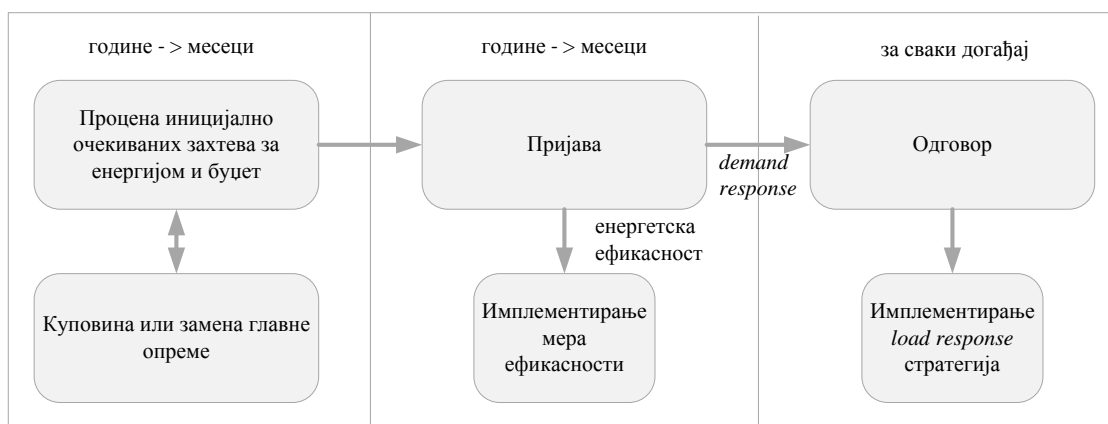 године - > месеци
Процена иницијално
очекиваних захтева за
енергијом и буџет
Куповина или замена главне
опреме
године - > месеци
Пријава
demand
response
енергетска
ефикасност
Имплементирање
мера
ефикасности
за сваки догађај
Одговор
Имплементирање
load response
стратегија